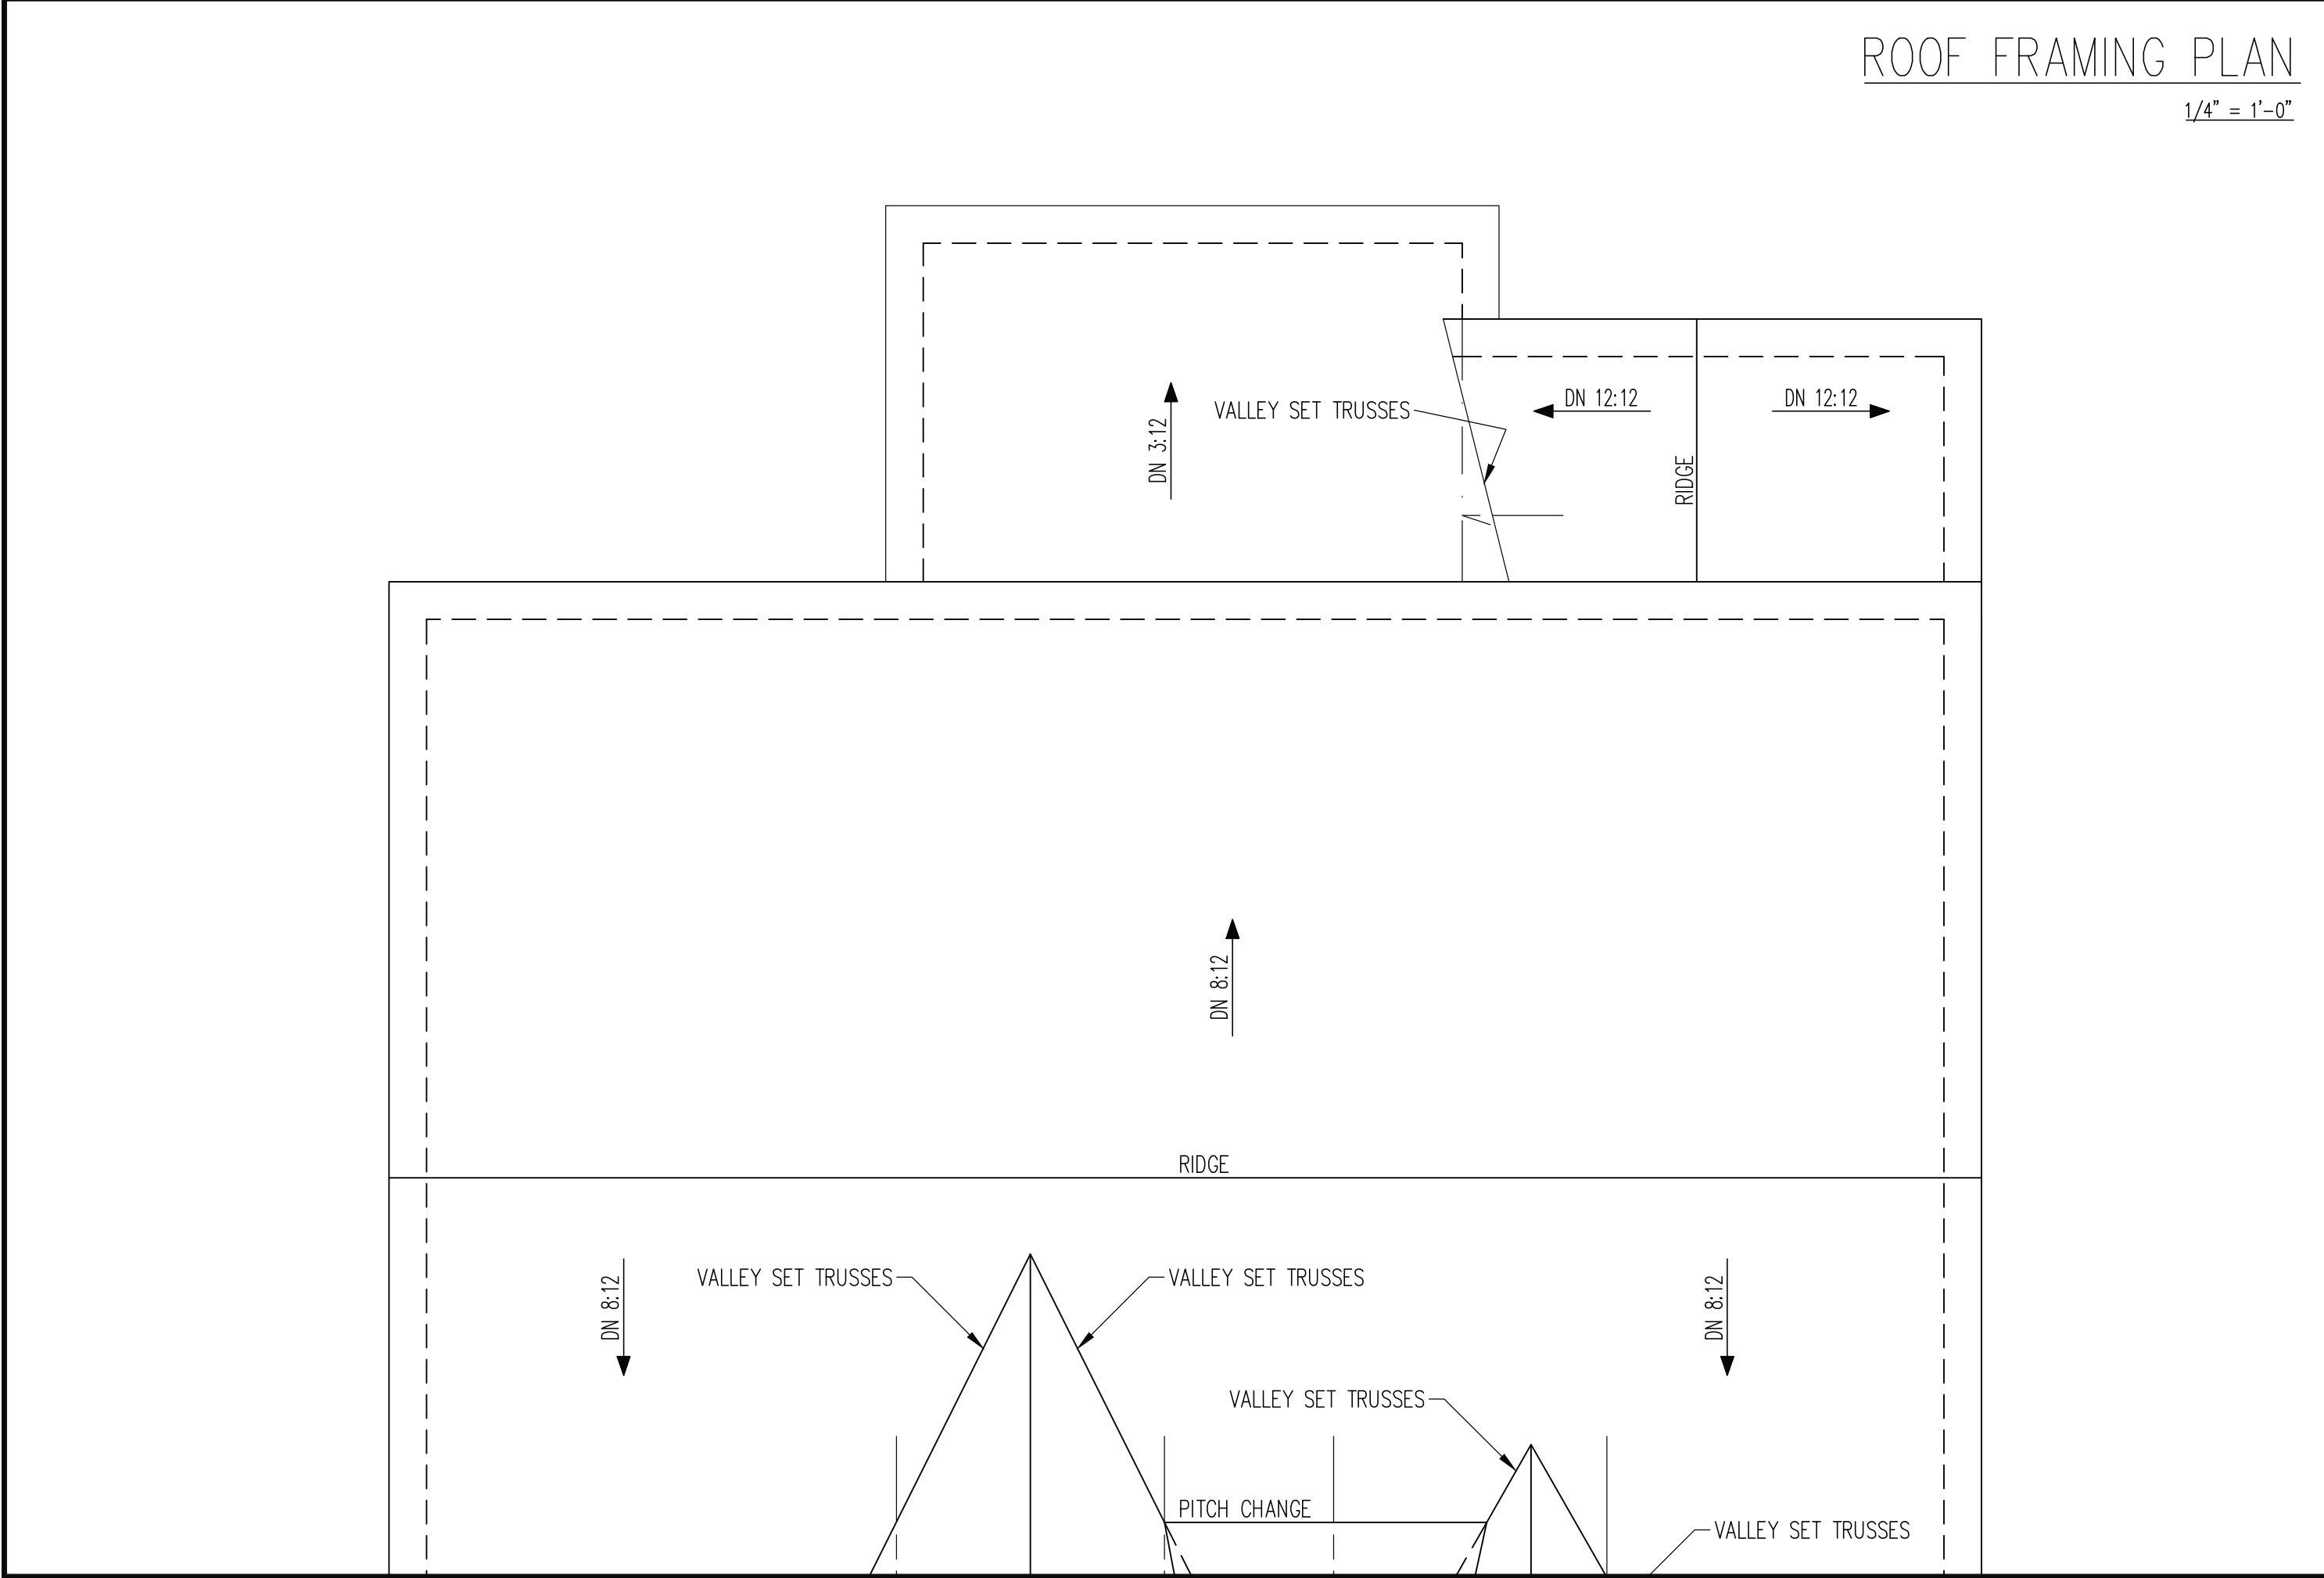 ROOF FRAMING PLAN
1/4" = 1'-0"
DN 12:12
DN 12:12
VALLEY SET TRUSSES
DN 3:12
RIDGE
DN 8:12
RIDGE
VALLEY SET TRUSSES
VALLEY SET TRUSSES
DN 8:12
DN 8:12
VALLEY SET TRUSSES
PITCH CHANGE
VALLEY SET TRUSSES